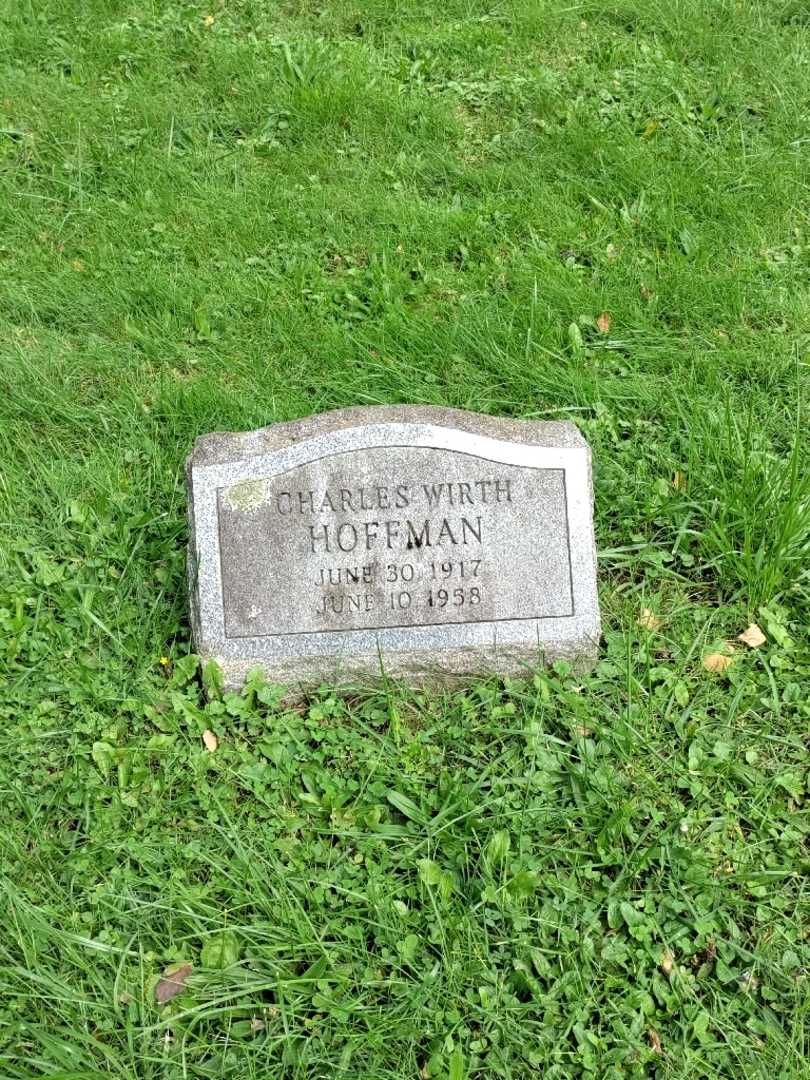 CHARLES WIRTH
HOFFMAN
JUNE 30 1917
JUNE 10 1958